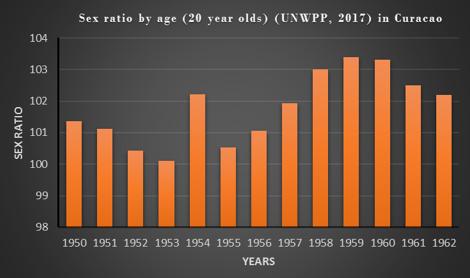 Sex ratio by age (20 year olds) (UNWPP, 2017) in Curacao
104
103
102
101
100
99
98
SEX RATIO
1950 1951 1952 1953 1954 1955 1956 1957 1958 1959 1960 1961 1962
YEARS